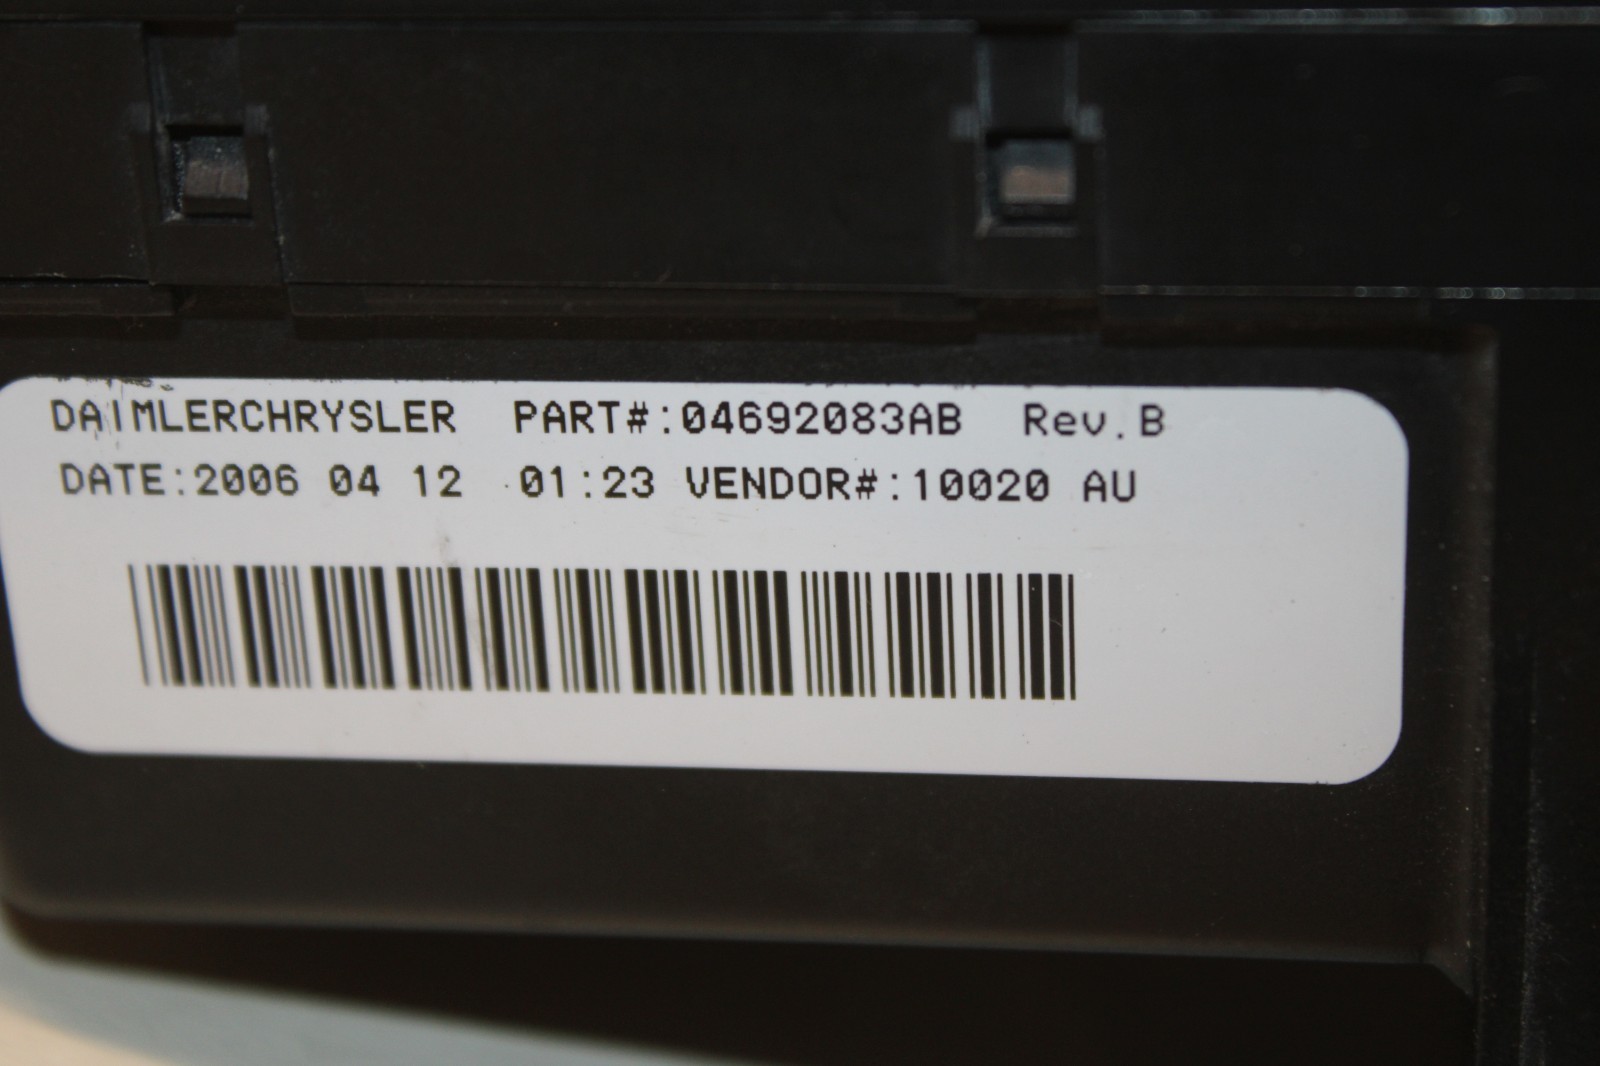 DAIMLERCHRYSLER PART#:04692083AB Rev.B
DATE:2006 04 12 01:23 VENDOR#:10020 AU